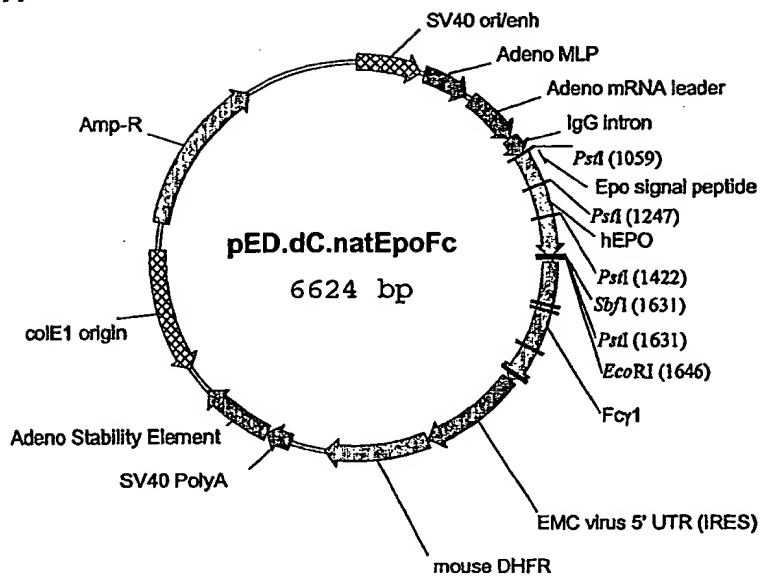 SV40 ori/enh
Adeno MLP
Adeno mRNA leader
IgG intron
PstI (1059)
Epo signal peptide
PstI (1247)
hEPO
PstI (1422)
SbfI (1631)
PstI (1631)
EcoRI (1646)
Fcγ1
EMC virus 5' UTR (IRES)
mouse DHFR
SV40 PolyA
Adeno Stability Element
colE1 origin
Amp-R
pED.dC.natEpoFc
6624 bp